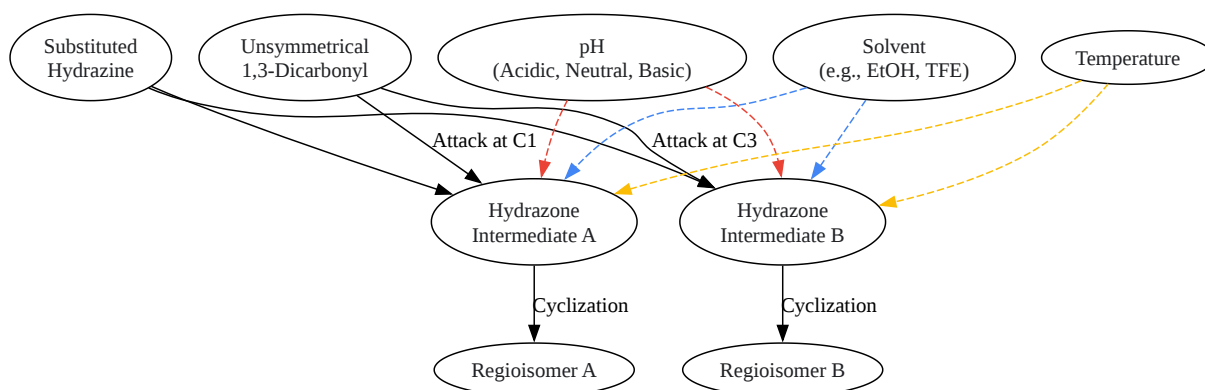 Substituted
Hydrazine
Unsymmetrical
1,3-Dicarbonyl
pH
(Acidic, Neutral, Basic)
Solvent
(e.g., EtOH, TFE)
Temperature
Attack at C1
Attack at C3
Hydrazone
Intermediate A
Hydrazone
Intermediate B
Cyclization
Cyclization
Regioisomer A
Regioisomer B